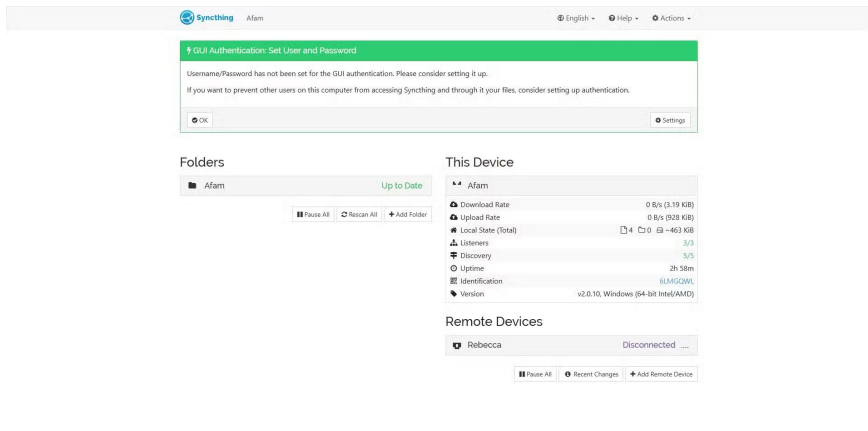 Syncthing Afam English Help Actions
GUI Authentication: Set User and Password
Username/Password has not been set for the GUI authentication. Please consider setting it up.
If you want to prevent other users on this computer from accessing Syncthing and through it your files, consider setting up authentication.
OK Settings
Folders
Afam Up to Date
Pause All Rescan All Add Folder
This Device
Afam
Download Rate 0 B/s (3.19 KiB)
Upload Rate 0 B/s (928 KiB)
Local State (Total) 4 0 ~463 KiB
Listeners 3/3
Discovery 5/5
Uptime 2h 58m
Identification 6LMGQWL
Version v2.0.10, Windows (64-bit Intel/AMD)
Remote Devices
Rebecca Disconnected
Pause All Recent Changes Add Remote Device